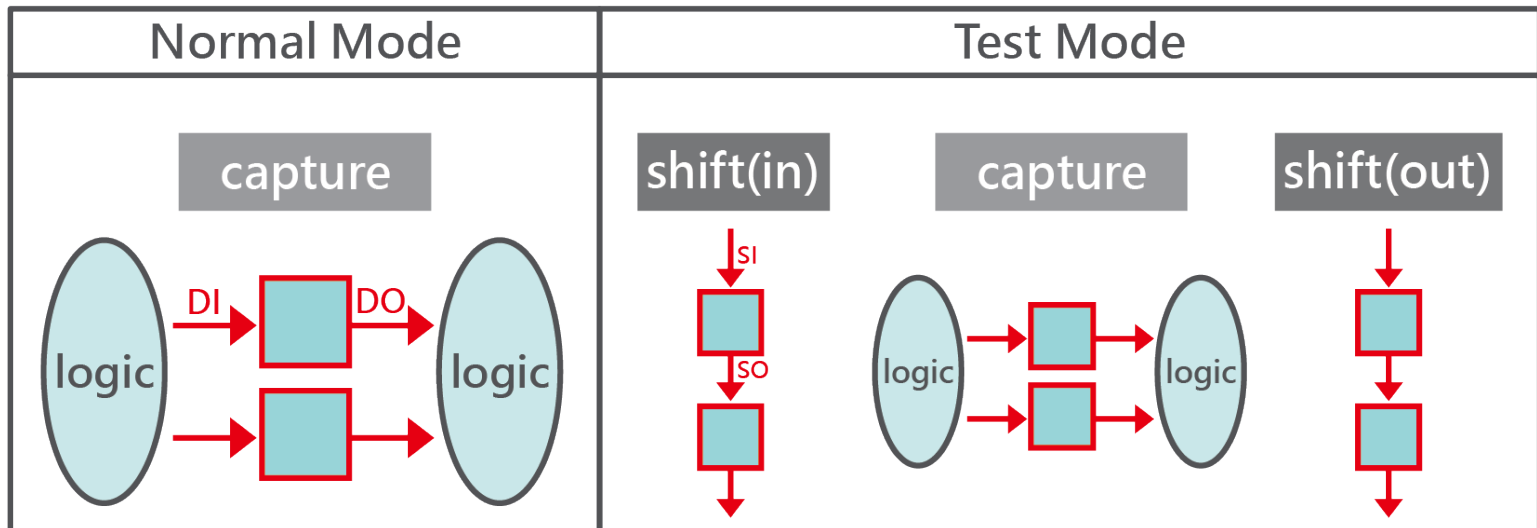 Normal Mode
Test Mode
capture
shift(in)
capture
shift(out)
DI
DO
logic
logic
SI
SO
logic
logic